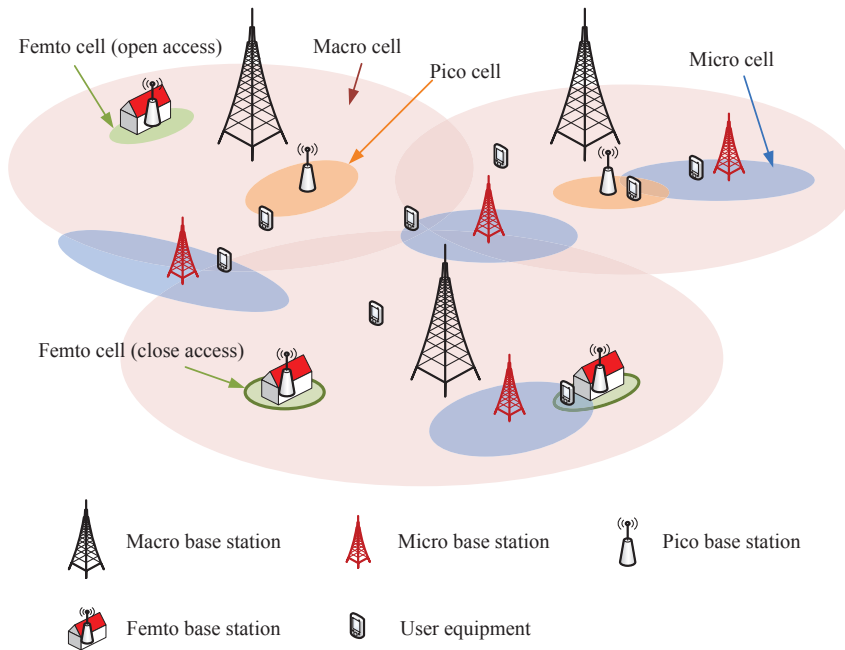 Femto cell (open access)
Macro cell
Pico cell
Micro cell
Femto cell (close access)
Macro base station
Micro base station
Pico base station
Femto base station
User equipment